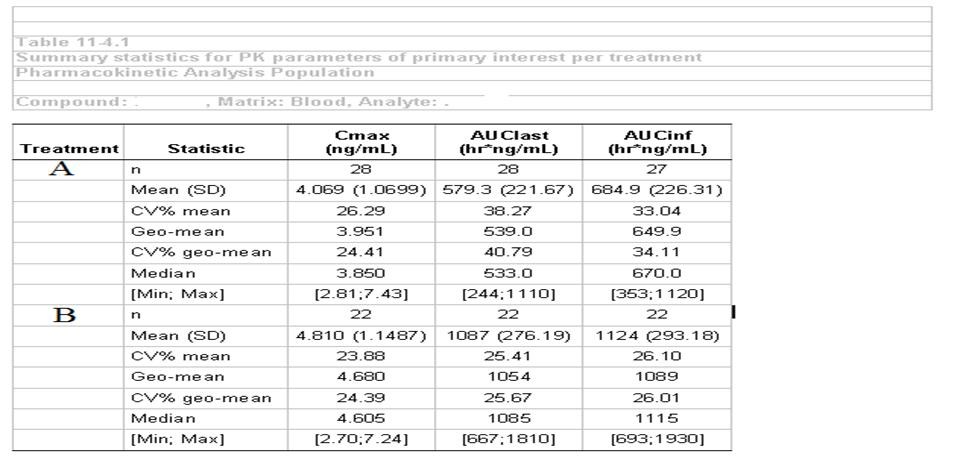 Table 11-4.1
Summary statistics for PK parameters of primary interest per treatment
Pharmacokinetic Analysis Population
Compound: , Matrix: Blood, Analyte: .
Treatment Statistic Cmax (ng/mL) AUClast (hr*ng/mL) AUCinf (hr*ng/mL)
A n 28 28 27
Mean (SD) 4.069 (1.0699) 579.3 (221.67) 684.9 (226.31)
CV% mean 26.29 38.27 33.04
Geo-mean 3.951 539.0 649.9
CV% geo-mean 24.41 40.79 34.11
Median 3.850 533.0 670.0
[Min; Max] [2.81;7.43] [244;1110] [353;1120]
B n 22 22 22
Mean (SD) 4.810 (1.1487) 1087 (276.19) 1124 (293.18)
CV% mean 23.88 25.41 26.10
Geo-mean 4.680 1054 1089
CV% geo-mean 24.39 25.67 26.01
Median 4.605 1085 1115
[Min; Max] [2.70;7.24] [667;1810] [693;1930]